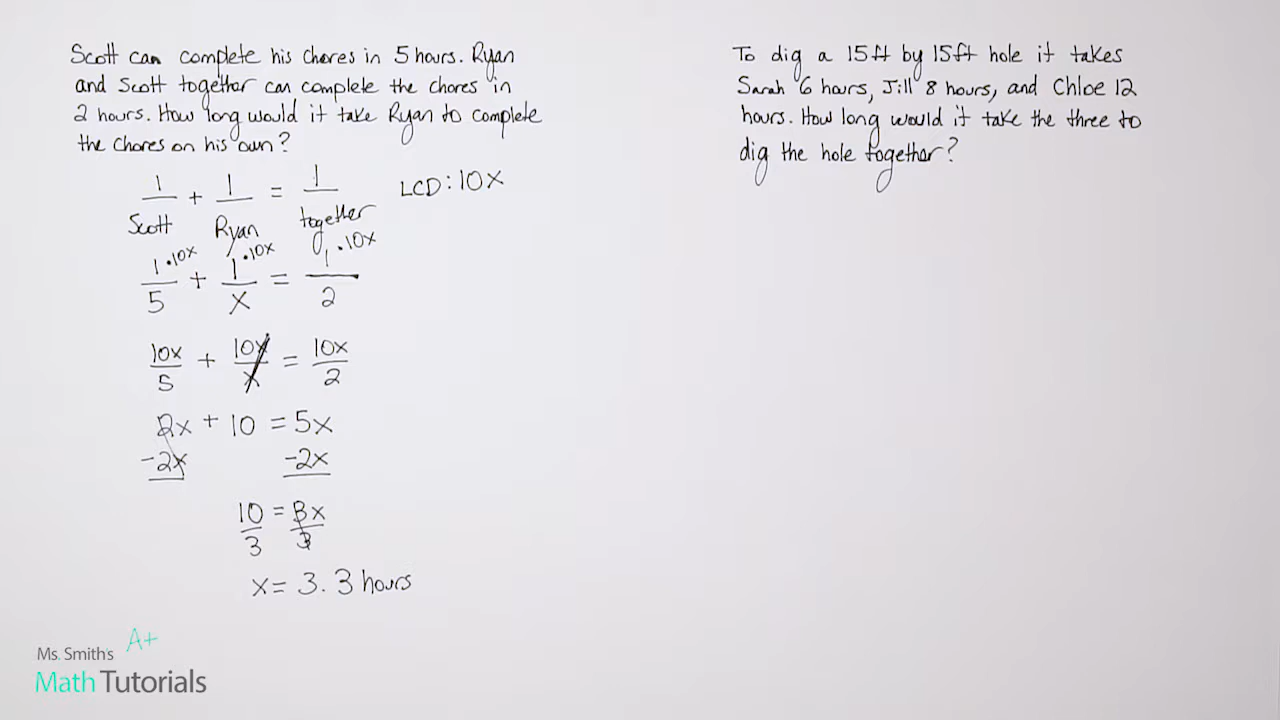 Scott can complete his chores in 5 hours. Ryan
and Scott together can complete the chores in
2 hours. How long would it take Ryan to complete
the chores on his own?
1/Scott + 1/Ryan = 1/together
LCD: 10x
1·10x/5 + 1·10x/x = 1·10x/2
10x/5 + 10x/x = 10x/2
2x + 10 = 5x
-2x -2x
10/3 = 3x/3
x = 3.3 hours
To dig a 15ft by 15ft hole it takes
Sarah 6 hours, Jill 8 hours, and Chloe 12
hours. How long would it take the three to
dig the hole together?
Ms. Smith's A+
Math Tutorials